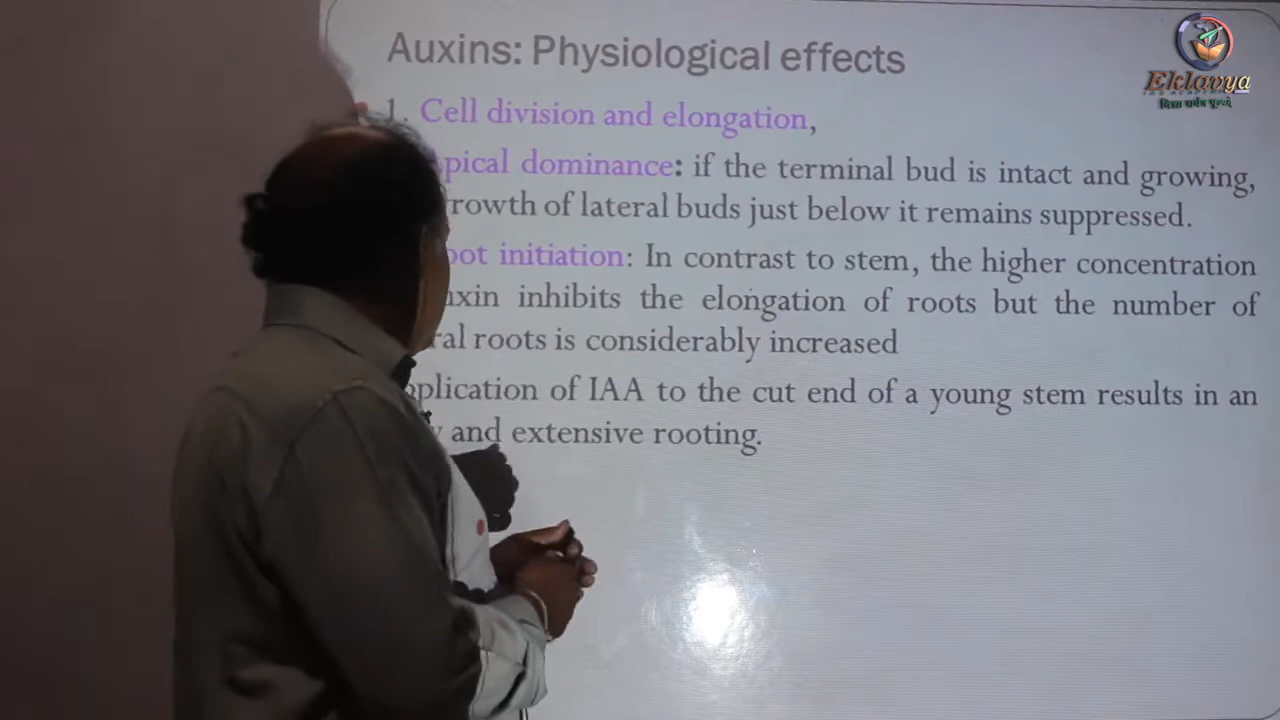 Auxins: Physiological effects
Eklavya
1. Cell division and elongation,
pical dominance: if the terminal bud is intact and growing,
rowth of lateral buds just below it remains suppressed.
oot initiation: In contrast to stem, the higher concentration
uxin inhibits the elongation of roots but the number of
ral roots is considerably increased
plication of IAA to the cut end of a young stem results in an
and extensive rooting.